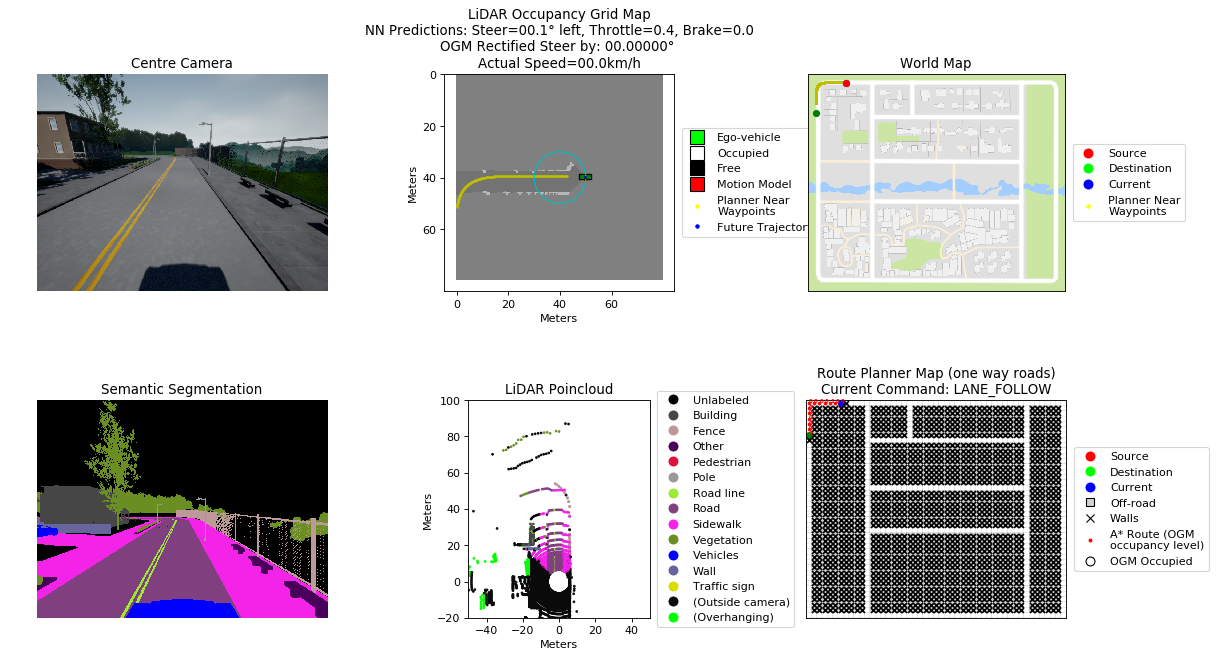 LiDAR Occupancy Grid Map
NN Predictions: Steer=00.1° left, Throttle=0.4, Brake=0.0
OGM Rectified Steer by: 00.00000°
Actual Speed=00.0km/h
Centre Camera
World Map
0
20
40
60
Meters
0
20
40
60
Meters
Ego-vehicle
Occupied
Free
Motion Model
Planner Near
Waypoints
Future Trajector
Source
Destination
Current
Planner Near
Waypoints
Semantic Segmentation
LiDAR Poincloud
Route Planner Map (one way roads)
Current Command: LANE_FOLLOW
100
80
60
40
20
0
−20
Meters
−40
−20
0
20
40
Meters
Unlabeled
Building
Fence
Other
Pedestrian
Pole
Road line
Road
Sidewalk
Vegetation
Vehicles
Wall
Traffic sign
(Outside camera)
(Overhanging)
Source
Destination
Current
Off-road
Walls
A* Route (OGM
occupancy level)
OGM Occupied